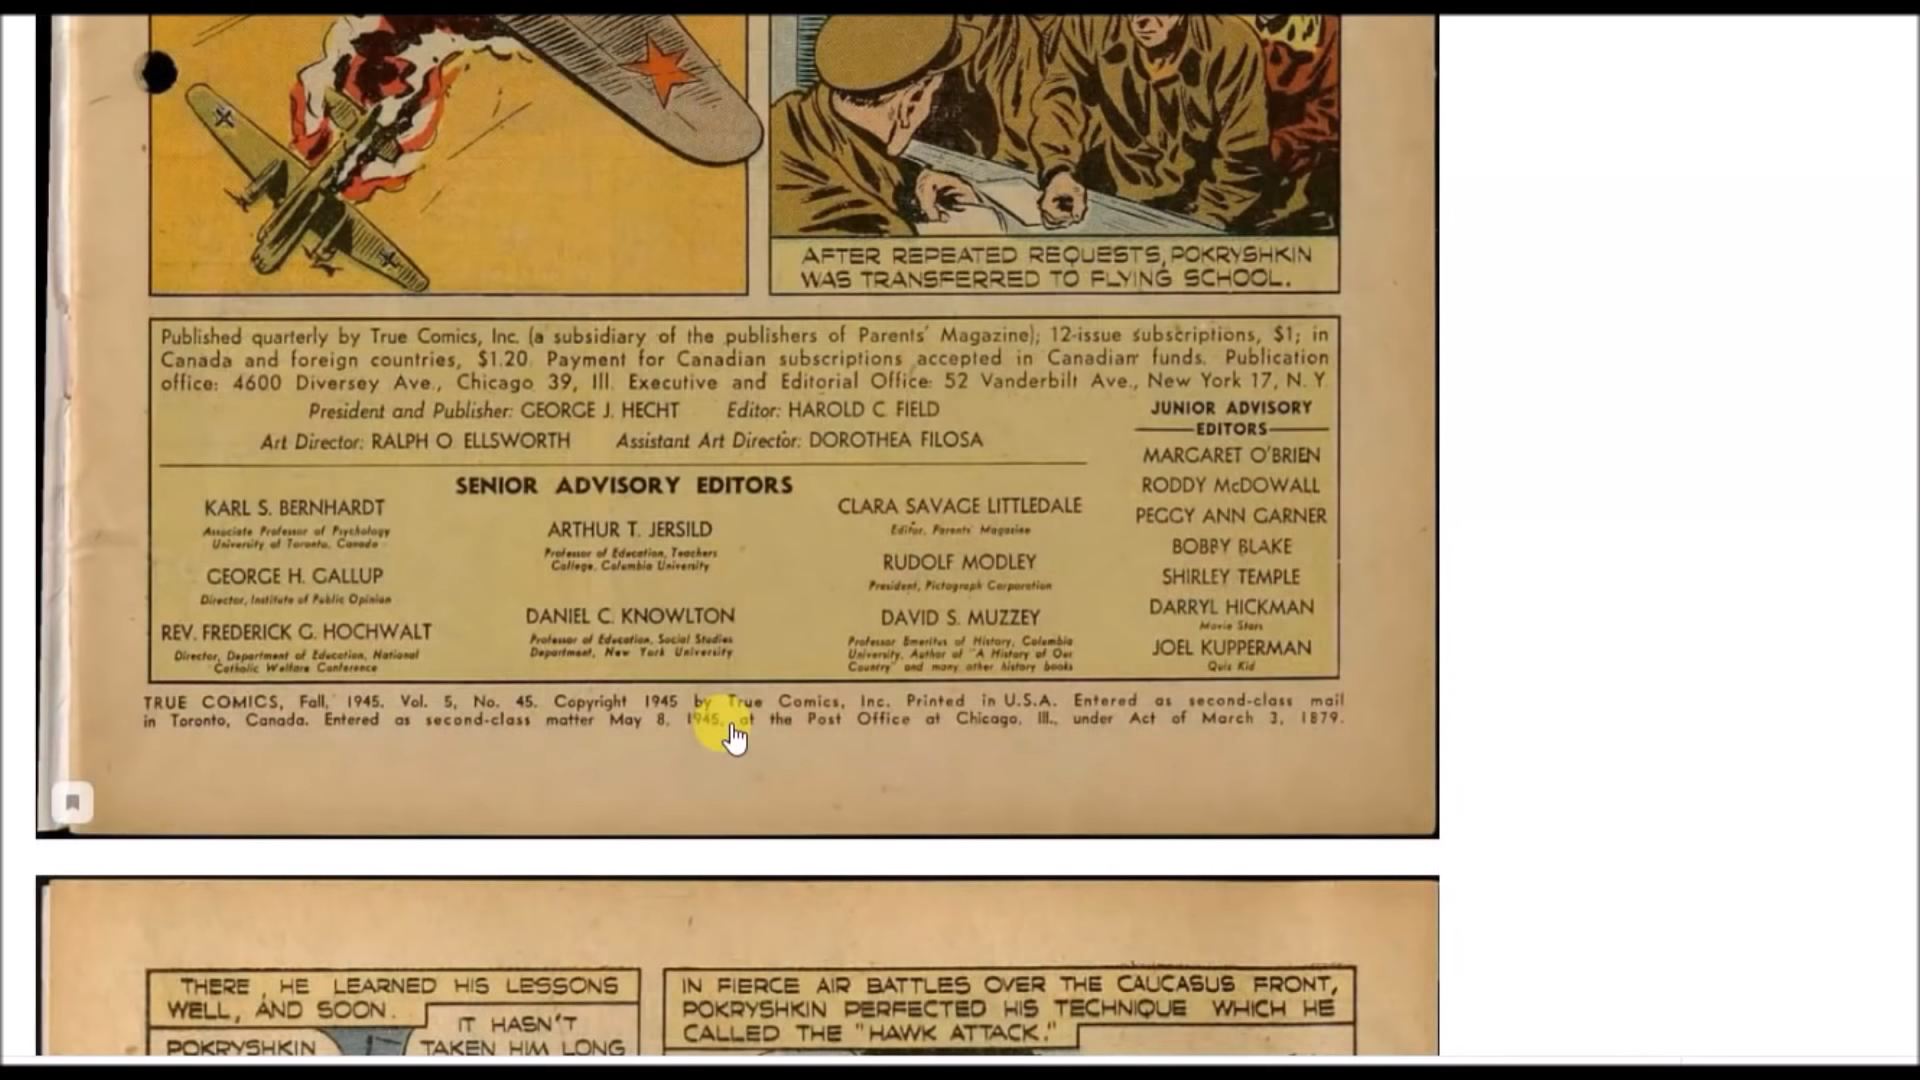 AFTER REPEATED REQUESTS, POKRYSHKIN
WAS TRANSFERRED TO FLYING SCHOOL.
Published quarterly by True Comics, Inc. (a subsidiary of the publishers of Parents' Magazine); 12-issue subscriptions, $1; in
Canada and foreign countries, $1.20. Payment for Canadian subscriptions accepted in Canadian funds. Publication
office: 4600 Diversey Ave., Chicago 39, Ill. Executive and Editorial Office: 52 Vanderbilt Ave., New York 17, N. Y.
President and Publisher: GEORGE J. HECHT Editor: HAROLD C. FIELD
Art Director: RALPH O. ELLSWORTH Assistant Art Director: DOROTHEA FILOSA
SENIOR ADVISORY EDITORS
KARL S. BERNHARDT
Associate Professor of Psychology
University of Toronto, Canada
GEORGE H. GALLUP
Director, Institute of Public Opinion
REV. FREDERICK G. HOCHWALT
Director, Department of Education, National
Catholic Welfare Conference
ARTHUR T. JERSILD
Professor of Education, Teachers
College, Columbia University
DANIEL C. KNOWLTON
Professor of Education, Social Studies
Department, New York University
CLARA SAVAGE LITTLEDALE
Editor, Parents' Magazine
RUDOLF MODLEY
President, Pictograph Corporation
DAVID S. MUZZEY
Professor Emeritus of History, Columbia
University, Author of "A History of Our
Country" and many other history books
JUNIOR ADVISORY
EDITORS
MARGARET O'BRIEN
RODDY McDOWALL
PEGGY ANN GARNER
BOBBY BLAKE
SHIRLEY TEMPLE
DARRYL HICKMAN
Movie Stars
JOEL KUPPERMAN
Quiz Kid
TRUE COMICS, Fall, 1945. Vol. 5, No. 45. Copyright 1945 by True Comics, Inc. Printed in U.S.A. Entered as second-class mail
in Toronto, Canada. Entered as second-class matter May 8, 1945, at the Post Office at Chicago, Ill., under Act of March 3, 1879.
THERE, HE LEARNED HIS LESSONS
WELL, AND SOON.
IT HASN'T
POKRYSHKIN
TAKEN HIM LONG
IN FIERCE AIR BATTLES OVER THE CAUCASUS FRONT,
POKRYSHKIN PERFECTED HIS TECHNIQUE WHICH HE
CALLED THE "HAWK ATTACK."